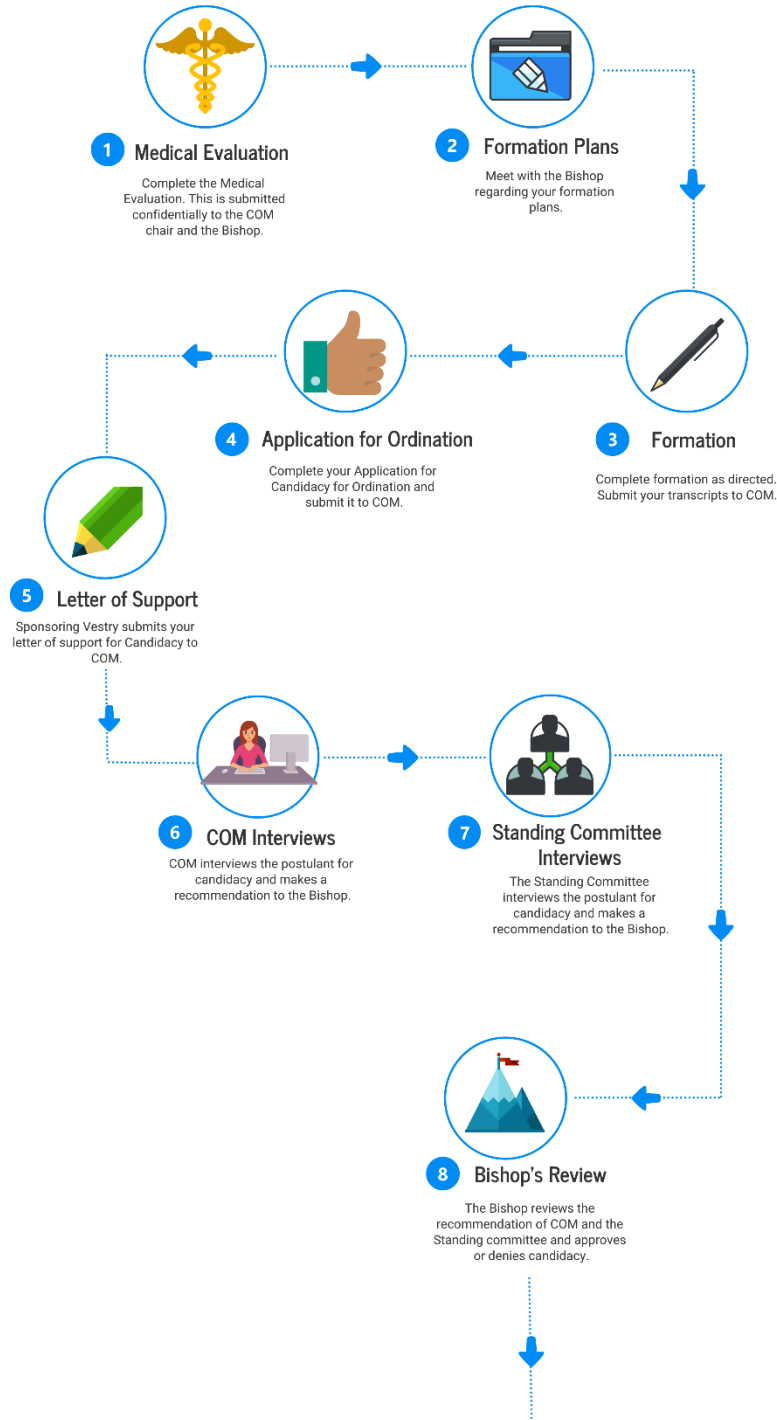 1 Medical Evaluation
Complete the Medical
Evaluation. This is submitted
confidentially to the COM
chair and the Bishop.
2 Formation Plans
Meet with the Bishop
regarding your formation
plans.
3 Formation
Complete formation as directed.
Submit your transcripts to COM.
4 Application for Ordination
Complete your Application for
Candidacy for Ordination and
submit it to COM.
5 Letter of Support
Sponsoring Vestry submits your
letter of support for Candidacy to
COM.
6 COM Interviews
COM interviews the postulant for
candidacy and makes a
recommendation to the Bishop.
7 Standing Committee
Interviews
The Standing Committee
interviews the postulant for
candidacy and makes a
recommendation to the Bishop.
8 Bishop's Review
The Bishop reviews the
recommendation of COM and the
Standing committee and approves
or denies candidacy.